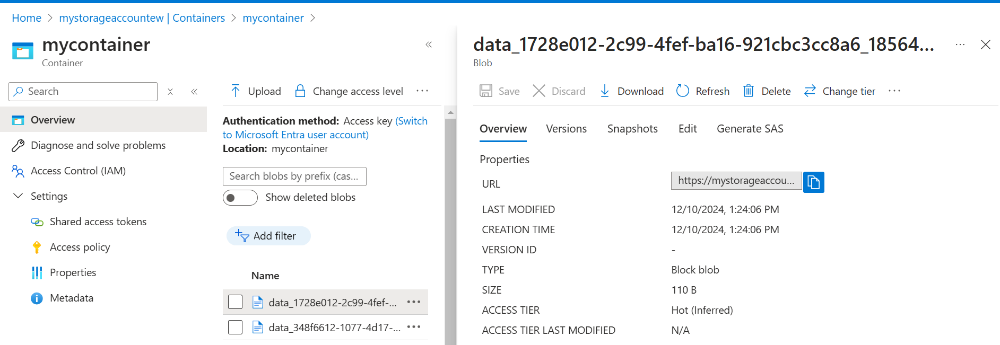 Home > mystorageaccountew | Containers > mycontainer >
mycontainer
Container
Search
Overview
Diagnose and solve problems
Access Control (IAM)
Settings
Shared access tokens
Access policy
Properties
Metadata
Upload
Change access level
Authentication method: Access key (Switch
to Microsoft Entra user account)
Location: mycontainer
Search blobs by prefix (cas...
Show deleted blobs
Add filter
Name
data_1728e012-2c99-4fef-...
data_348f6612-1077-4d17-...
data_1728e012-2c99-4fef-ba16-921cbc3cc8a6_18564...
Blob
Save Discard Download Refresh Delete Change tier
Overview Versions Snapshots Edit Generate SAS
Properties
URL https://mystorageaccou...
LAST MODIFIED 12/10/2024, 1:24:06 PM
CREATION TIME 12/10/2024, 1:24:06 PM
VERSION ID -
TYPE Block blob
SIZE 110 B
ACCESS TIER Hot (Inferred)
ACCESS TIER LAST MODIFIED N/A